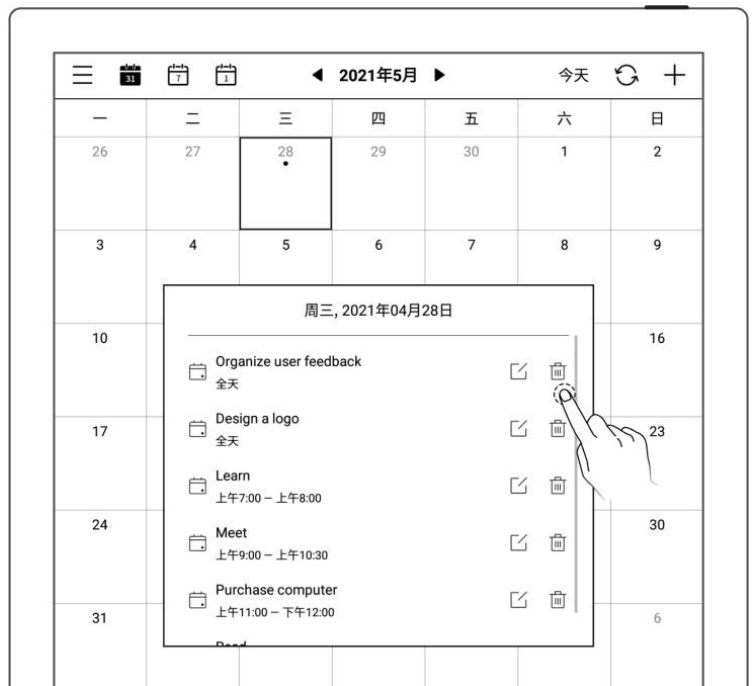 31 7 1 2021年5月 今天
一 二 三 四 五 六 日
26 27 28 29 30 1 2
3 4 5 6 7 8 9
周三, 2021年04月28日
10 16
Organize user feedback
全天
Design a logo
全天
17 23
Learn
上午7:00 – 上午8:00
24 30
Meet
上午9:00 – 上午10:30
Purchase computer
上午11:00 – 下午12:00
31 6